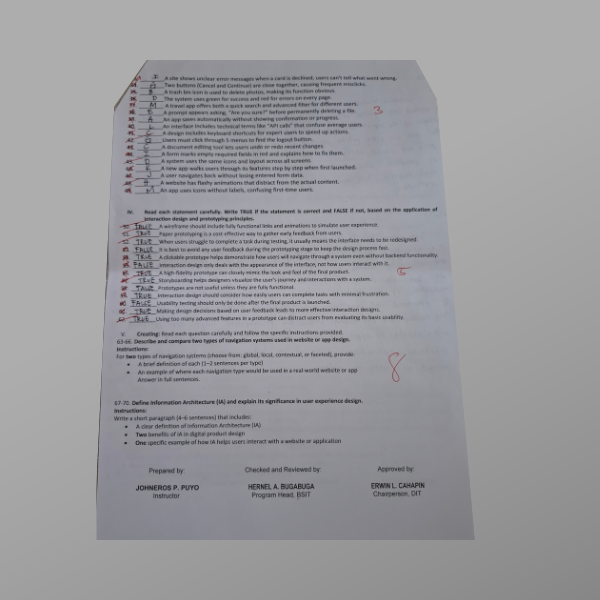 A site shows unclear error messages when a card is declined; users can't tell what went wrong.
Two buttons (Cancel and Continue) are close together, causing frequent misclicks.
A trash bin icon is used to delete photos, making its function obvious.
D The system uses green for success and red for errors on every page.
M A travel app offers both a quick search and advanced filter for different users.
E A prompt appears asking, "Are you sure?" before permanently deleting a file.
3
A An app saves automatically without showing confirmation or progress.
L An interface includes technical terms like "API calls" that confuse average users.
A design includes keyboard shortcuts for expert users to speed up actions.
Users must click through 5 menus to find the logout button.
A document editing tool lets users undo or redo recent changes.
A form marks empty required fields in red and explains how to fix them.
A system uses the same icons and layout across all screens.
A new app walks users through its features step by step when first launched.
A user navigates back without losing entered form data.
A website has flashy animations that distract from the actual content.
An app uses icons without labels, confusing first-time users.
Read each statement carefully. Write TRUE if the statement is correct and FALSE if not, based on the application of
interaction design and prototyping principles.
FALSE A wireframe should include fully functional links and animations to simulate user experience.
TRUE Paper prototyping is a cost-effective way to gather early feedback from users.
TRUE When users struggle to complete a task during testing, it usually means the interface needs to be redesigned.
FALSE It is best to avoid any user feedback during the prototyping stage to keep the design process fast.
TRUE A clickable prototype helps demonstrate how users will navigate through a system even without backend functionality.
FALSE Interaction design only deals with the appearance of the interface, not how users interact with it.
TRUE A high-fidelity prototype can closely mimic the look and feel of the final product.
TRUE Storyboarding helps designers visualize the user's journey and interactions with a system.
FALSE Prototypes are not useful unless they are fully functional
TRUE Interaction design should consider how easily users can complete tasks with minimal frustration.
FALSE Usability testing should only be done after the final product is launched.
TRUE Making design decisions based on user feedback leads to more effective interaction designs.
TRUE Using too many advanced features in a prototype can distract users from evaluating its basic usability.
V. Creating: Read each question carefully and follow the specific instructions provided.
63-66. Describe and compare two types of navigation systems used in website or app design.
Instructions:
For two types of navigation systems (choose from: global, local, contextual, or faceted), provide:
• A brief definition of each (1–2 sentences per type)
• An example of where each navigation type would be used in a real-world website or app
Answer in full sentences.
8
67-70. Define Information Architecture (IA) and explain its significance in user experience design.
Instructions:
Write a short paragraph (4–6 sentences) that includes:
• A clear definition of Information Architecture (IA)
• Two benefits of IA in digital product design
• One specific example of how IA helps users interact with a website or application
Prepared by: Checked and Reviewed by: Approved by:
JOHNEROS P. PUYO HERNEL A. BUGABUGA ERWIN L. CAHAPIN
Instructor Program Head, BSIT Chairperson, DIT